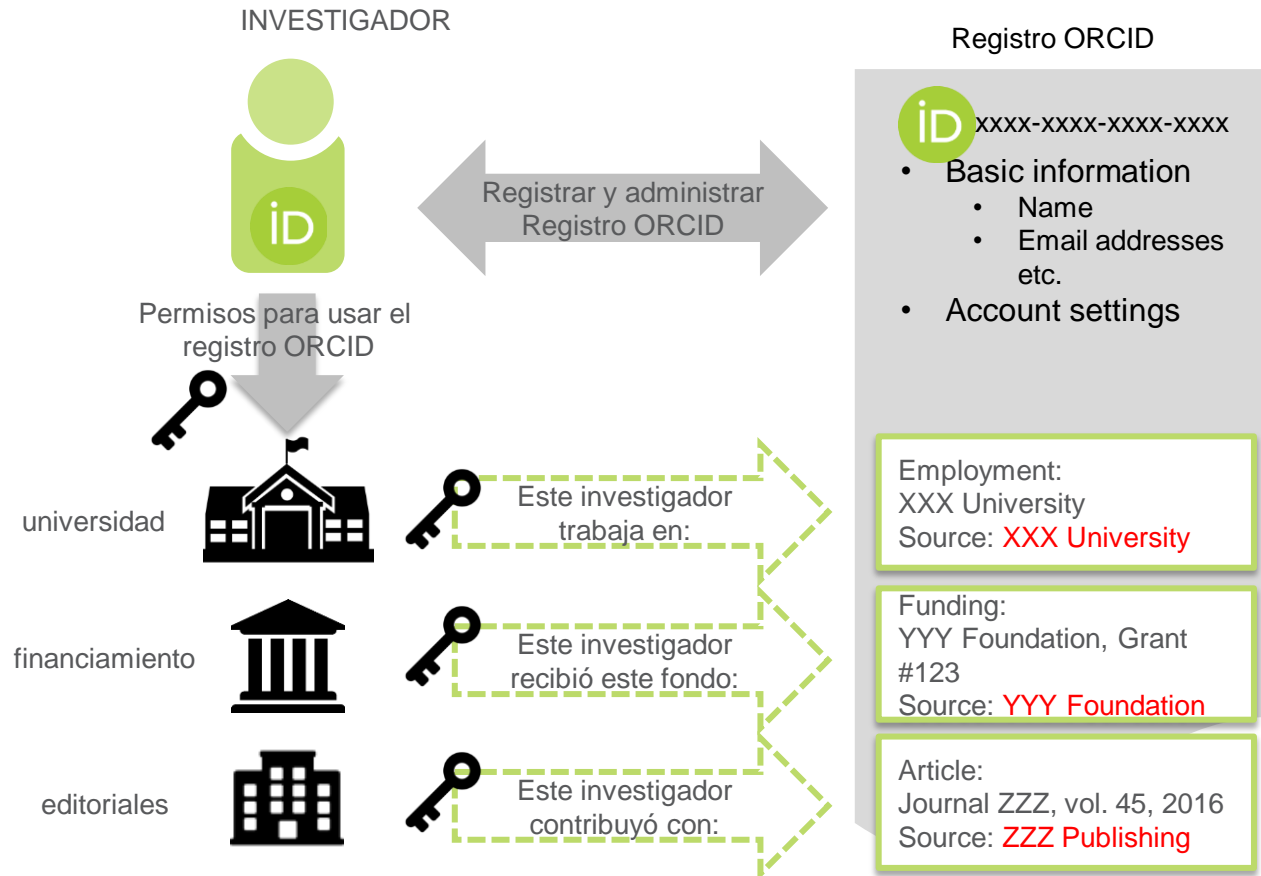 INVESTIGADOR
Registro ORCID
iD
iD xxxx-xxxx-xxxx-xxxx
Registrar y administrar
Registro ORCID
• Basic information
• Name
• Email addresses
etc.
• Account settings
Permisos para usar el
registro ORCID
universidad
Este investigador
trabaja en:
Employment:
XXX University
Source: XXX University
financiamiento
Este investigador
recibió este fondo:
Funding:
YYY Foundation, Grant
#123
Source: YYY Foundation
editoriales
Este investigador
contribuyó con:
Article:
Journal ZZZ, vol. 45, 2016
Source: ZZZ Publishing